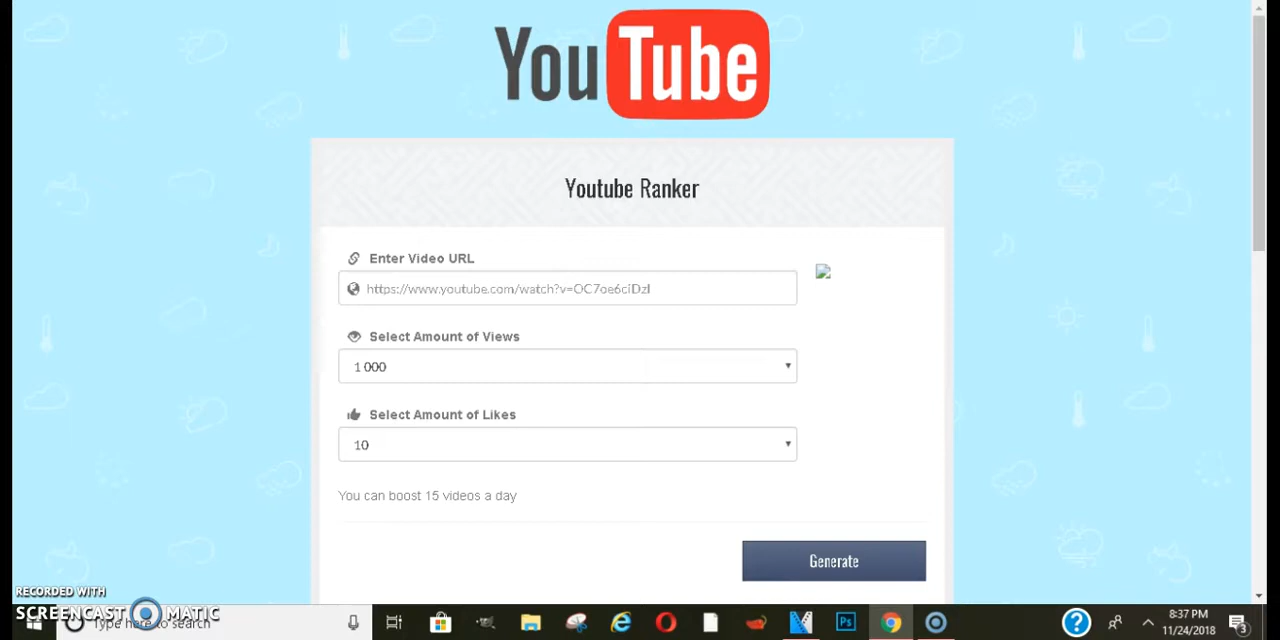 YouTube
Youtube Ranker
Enter Video URL
https://www.youtube.com/watch?v=OC7oe6ciDzI
Select Amount of Views
1 000
Select Amount of Likes
10
You can boost 15 videos a day
Generate
RECORDED WITH
SCREENCAST MATIC
Type here to search
Ps
?
8:37 PM
11/24/2018
3